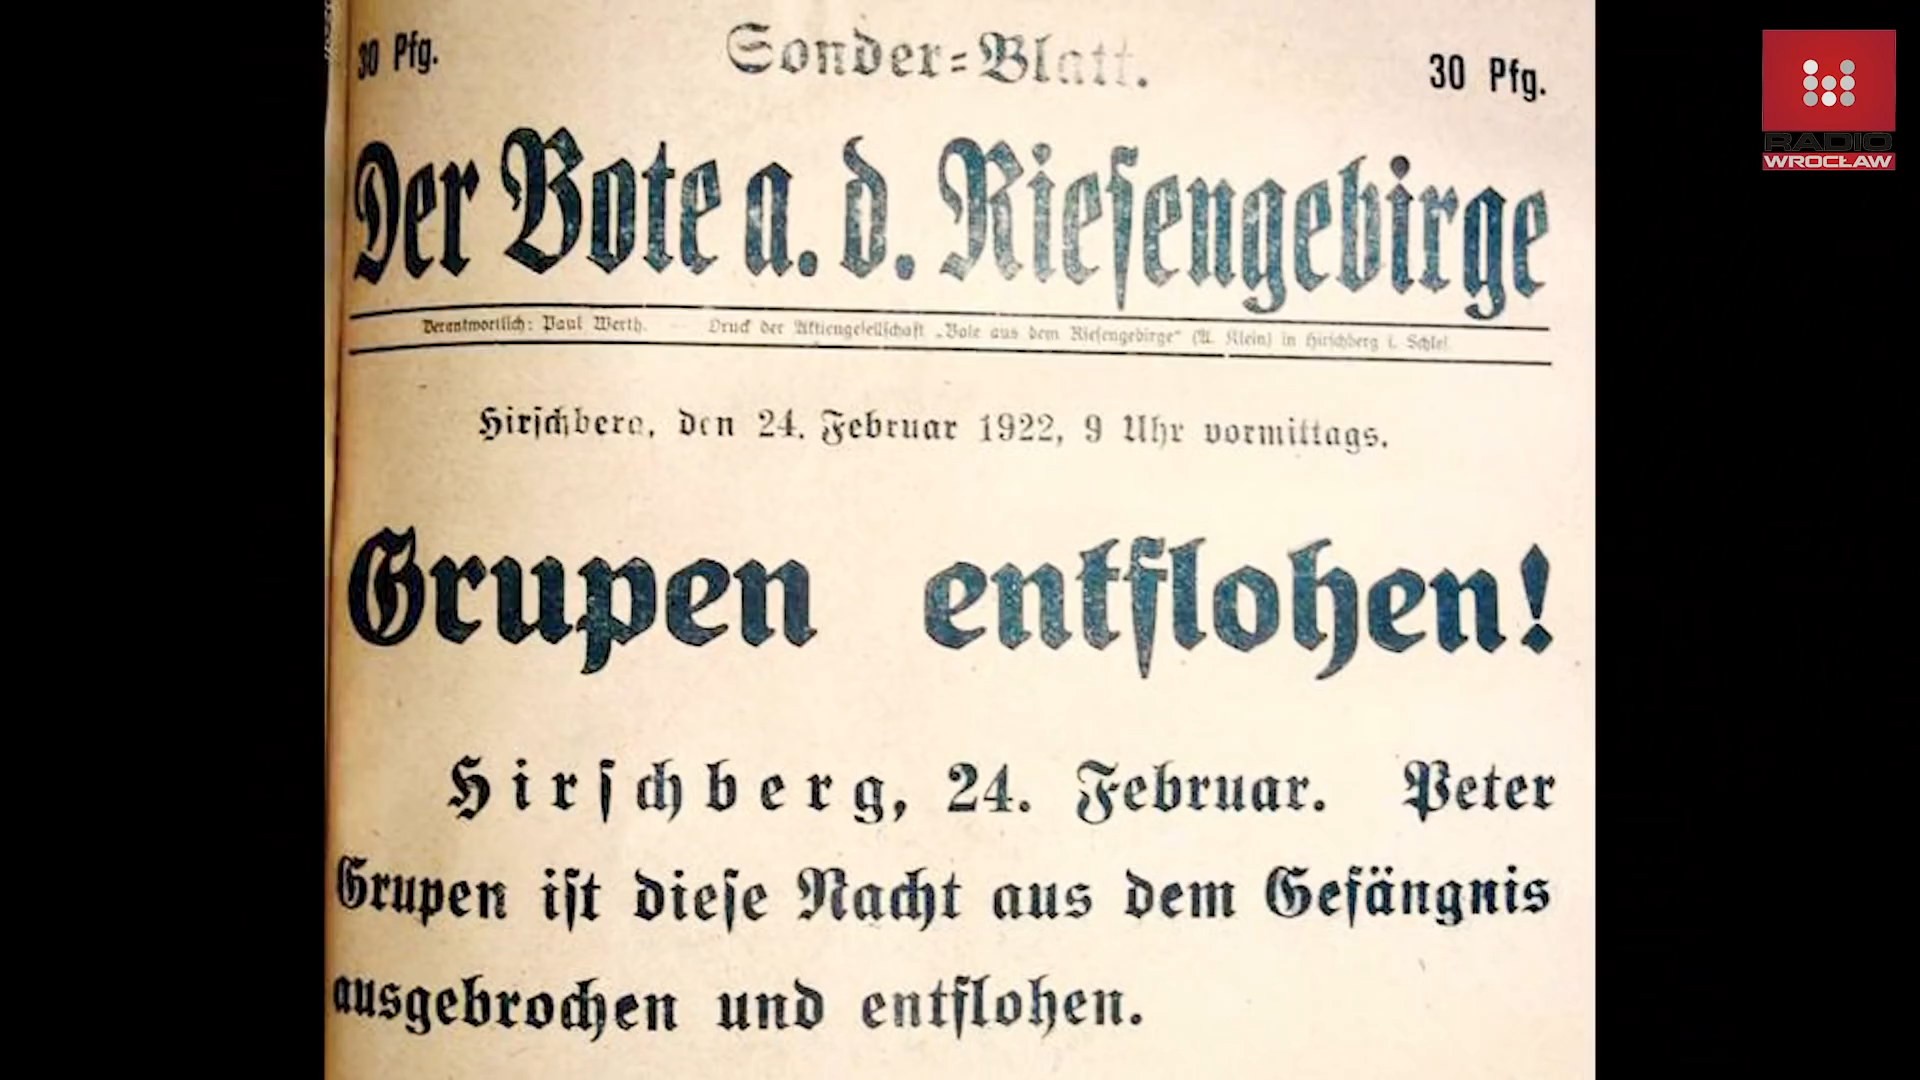 30 Pfg. Sonder=Blatt. 30 Pfg.
Der Bote a. d. Riesengebirge
Verantwortlich: Paul Werth. Druck der Aktiengesellschaft „Bote aus dem Riesengebirge“ (A. Klein) in Hirschberg i. Schles.
Hirschberg, den 24. Februar 1922, 9 Uhr vormittags.
Grupen entflohen!
Hirschberg, 24. Februar. Peter
Grupen ist diese Nacht aus dem Gefängnis
ausgebrochen und entflohen.
RADIO
WROCŁAW